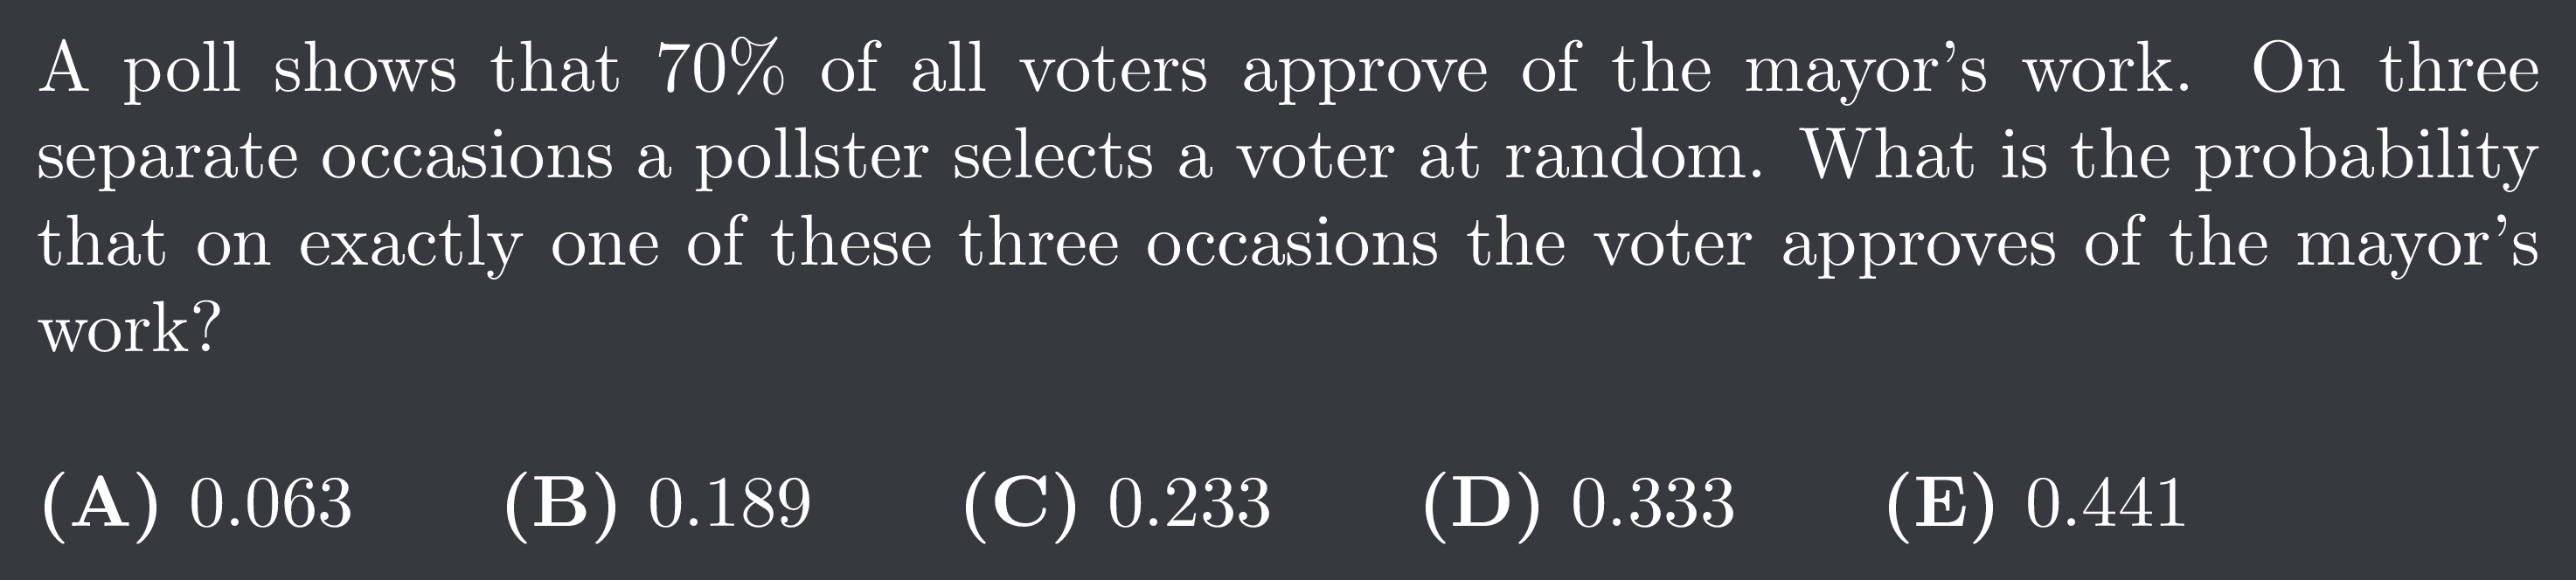 A poll shows that 70% of all voters approve of the mayor's work. On three
separate occasions a pollster selects a voter at random. What is the probability
that on exactly one of these three occasions the voter approves of the mayor's
work?
(A) 0.063 (B) 0.189 (C) 0.233 (D) 0.333 (E) 0.441